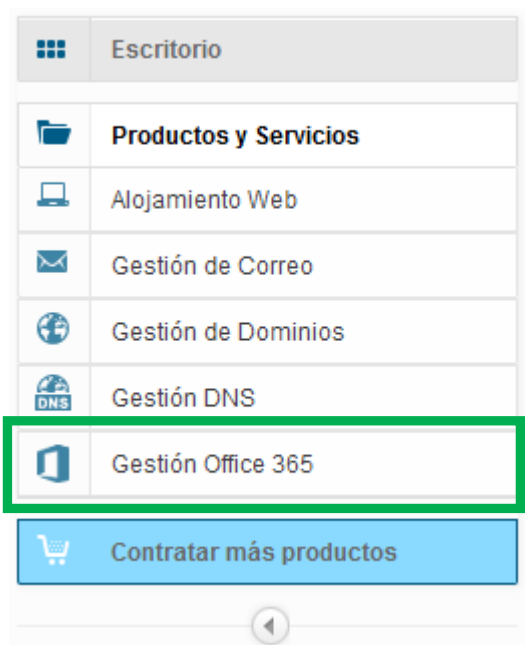 Escritorio
Productos y Servicios
Alojamiento Web
Gestión de Correo
Gestión de Dominios
DNS Gestión DNS
Gestión Office 365
Contratar más productos